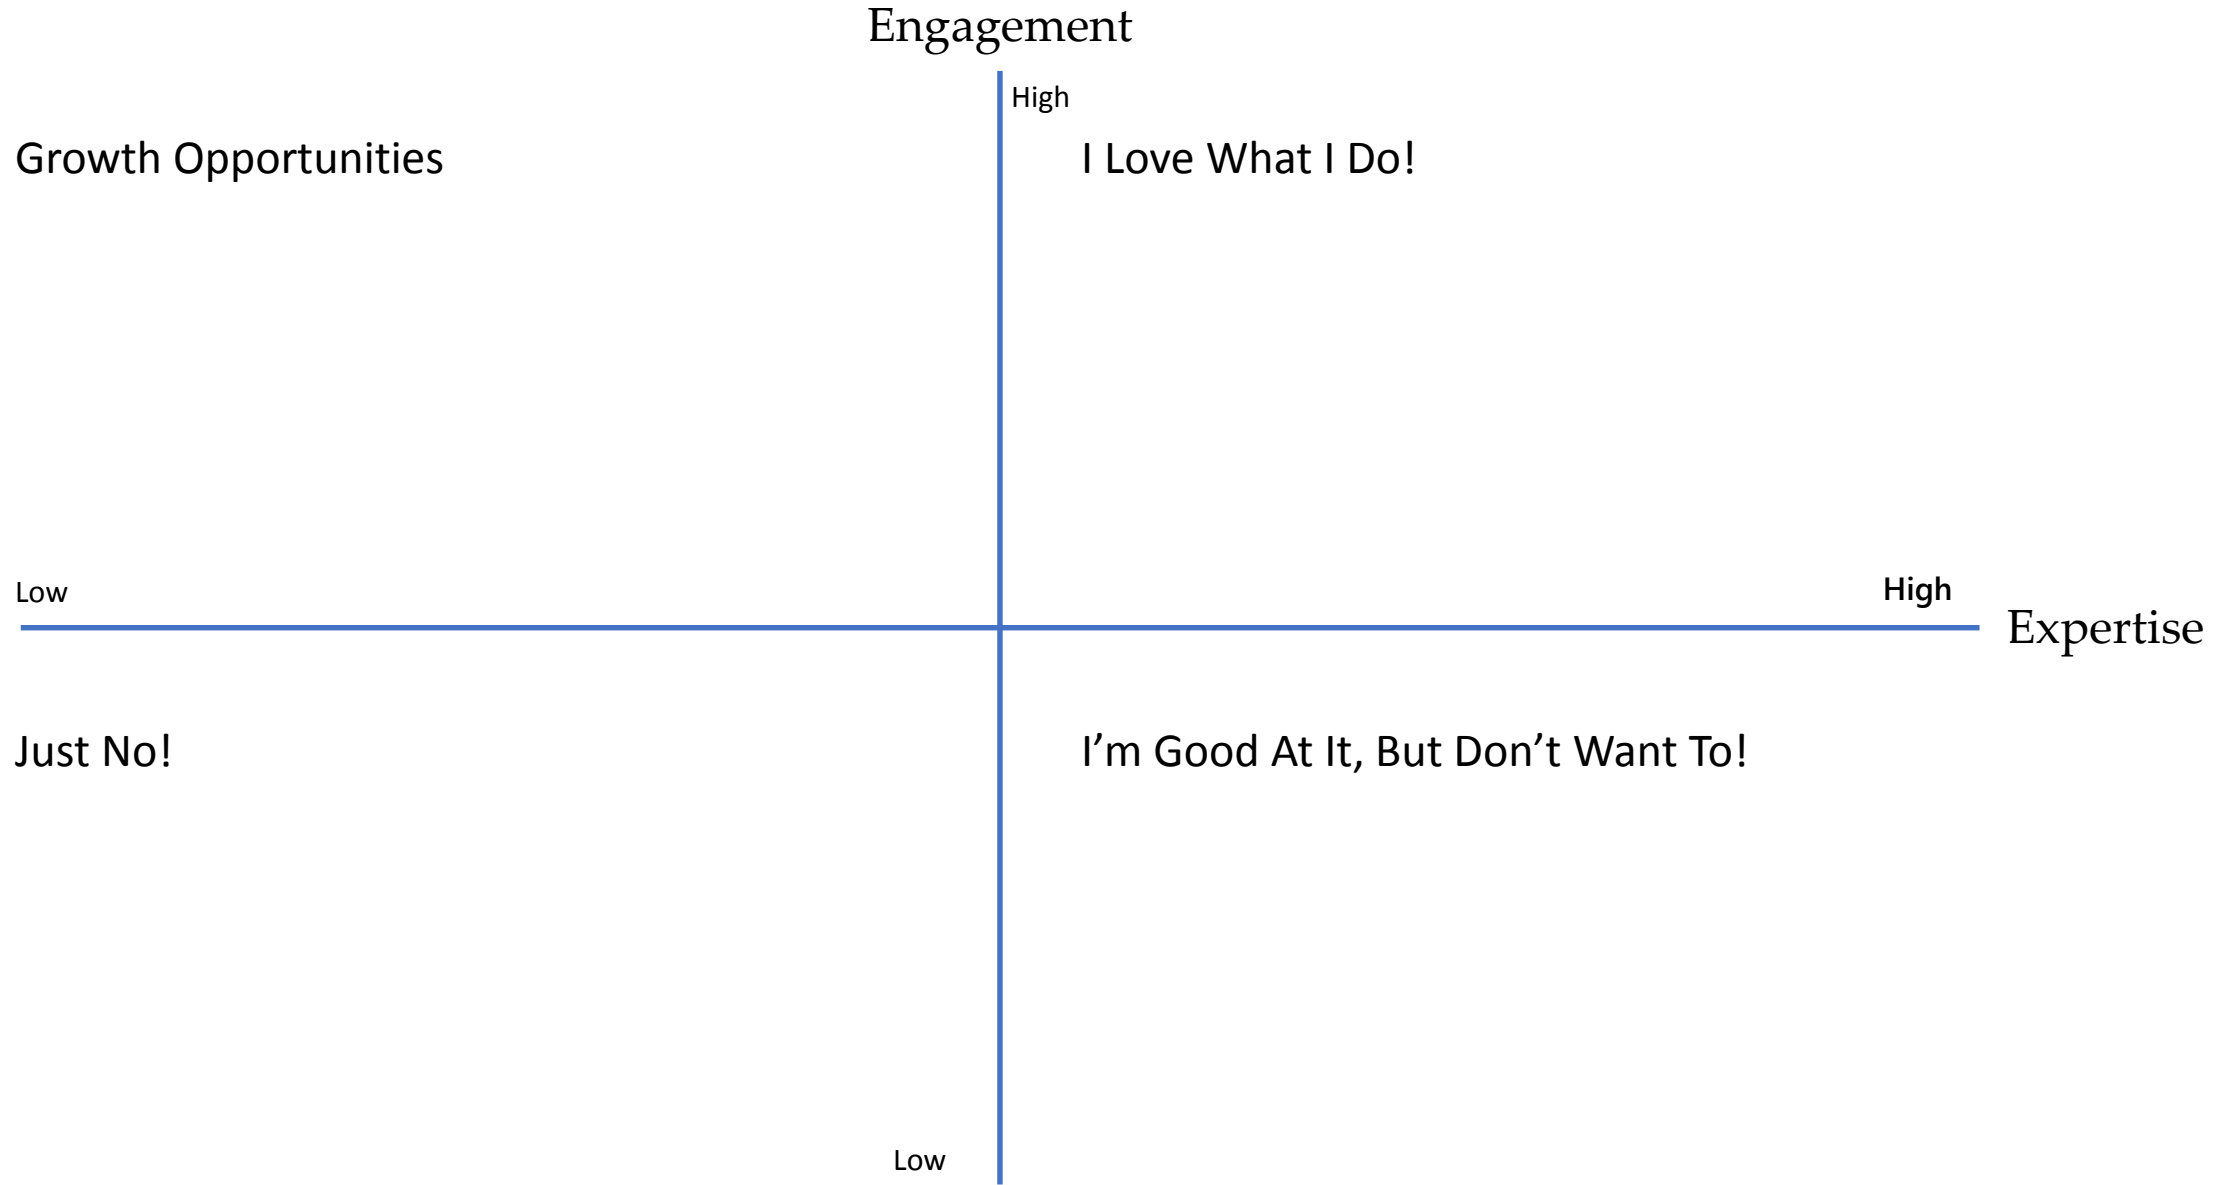 Engagement
High
Growth Opportunities
I Love What I Do!
Low
High
Expertise
Just No!
I’m Good At It, But Don’t Want To!
Low